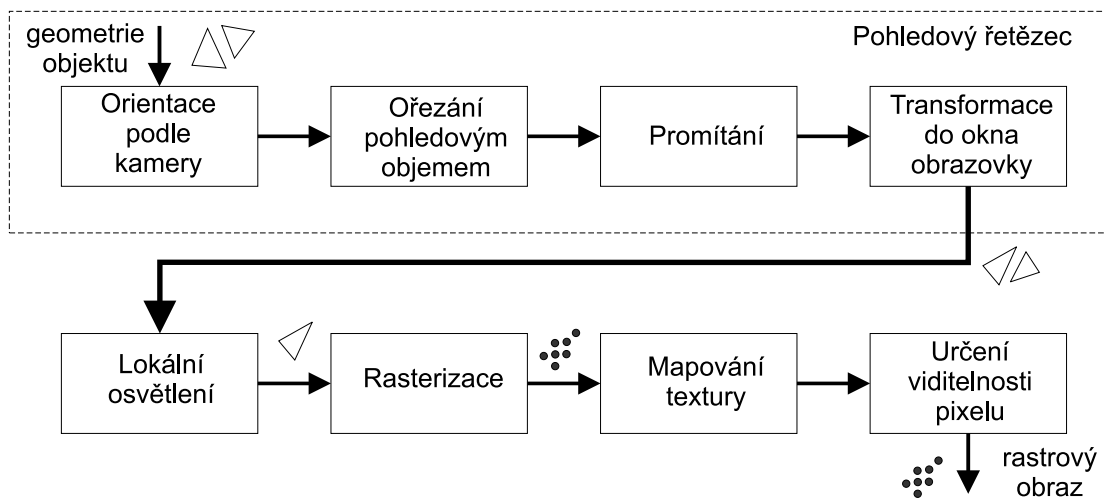 geometrie
objektu
Pohledový řetězec
Orientace
podle
kamery
Ořezání
pohledovým
objemem
Promítání
Transformace
do okna
obrazovky
Lokální
osvětlení
Rasterizace
Mapování
textury
Určení
viditelnosti
pixelu
rastrový
obraz